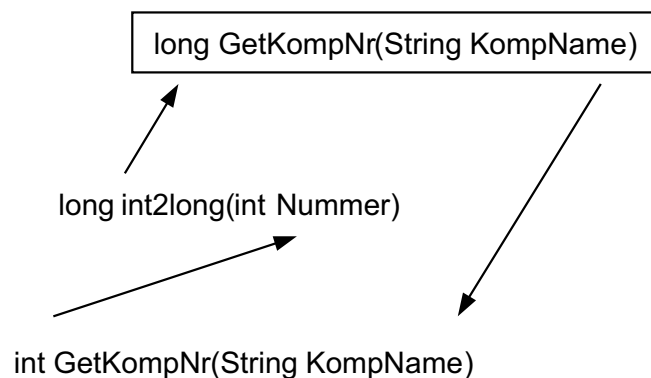 long GetKompNr(String KompName)
long int2long(int Nummer)
int GetKompNr(String KompName)